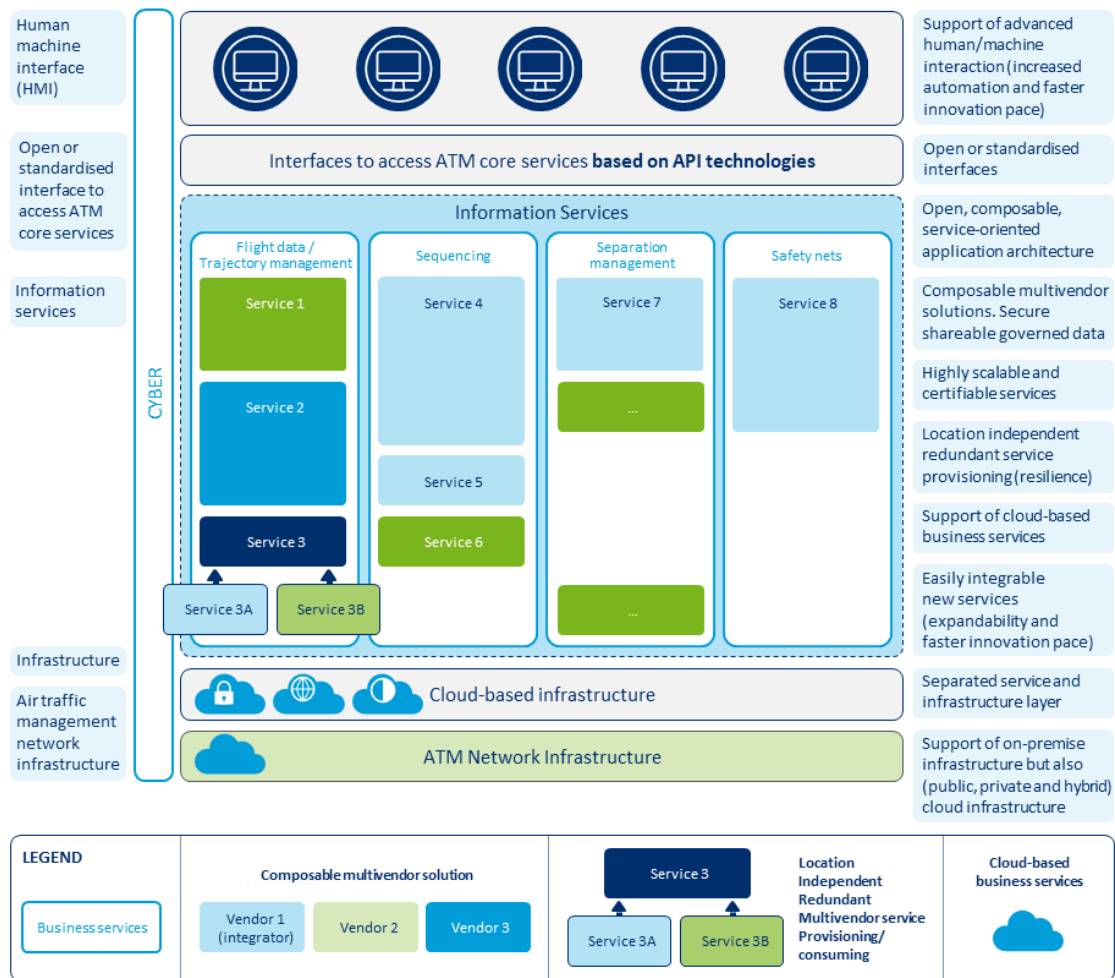 Human
machine
interface
(HMI)
Open or
standardised
interface to
access ATM
core services
Information
services
Infrastructure
Air traffic
management
network
infrastructure
CYBER
Interfaces to access ATM core services based on API technologies
Information Services
Flight data /
Trajectory management
Service 1
Service 2
Service 3
Service 3A
Service 3B
Sequencing
Service 4
Service 5
Service 6
Separation
management
Service 7
...
...
Safety nets
Service 8
Cloud-based infrastructure
ATM Network Infrastructure
Support of advanced
human/machine
interaction (increased
automation and faster
innovation pace)
Open or standardised
interfaces
Open, composable,
service-oriented
application architecture
Composable multivendor
solutions. Secure
shareable governed data
Highly scalable and
certifiable services
Location independent
redundant service
provisioning (resilience)
Support of cloud-based
business services
Easily integrable
new services
(expandability and
faster innovation pace)
Separated service and
infrastructure layer
Support of on-premise
infrastructure but also
(public, private and hybrid)
cloud infrastructure
LEGEND
Business services
Composable multivendor solution
Vendor 1
(integrator)
Vendor 2
Vendor 3
Service 3
Service 3A
Service 3B
Location
Independent
Redundant
Multivendor service
Provisioning/
consuming
Cloud-based
business services